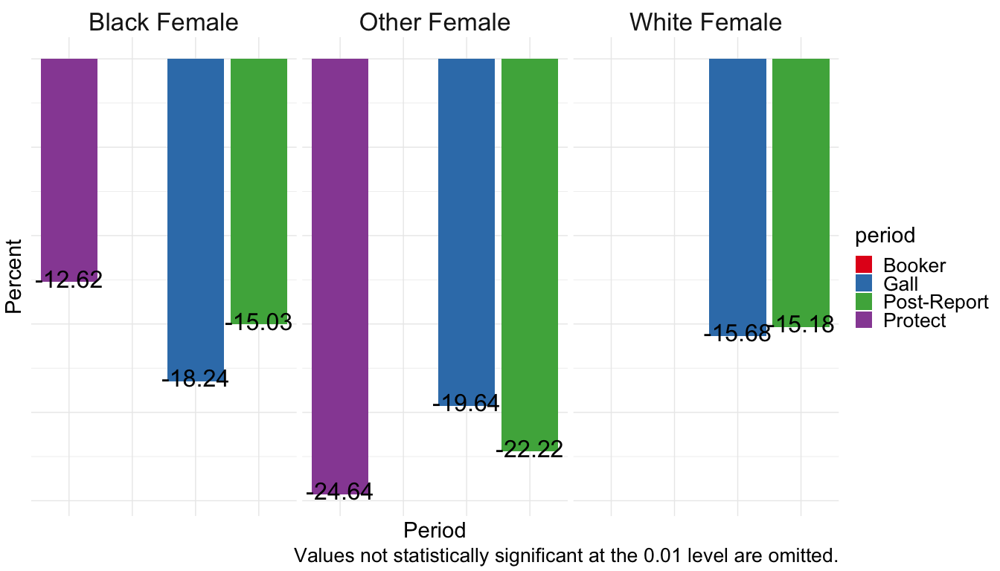 Black Female
Other Female
White Female
Percent
-12.62
-18.24
-15.03
-24.64
-19.64
-22.22
-15.68
-15.18
period
Booker
Gall
Post-Report
Protect
Period
Values not statistically significant at the 0.01 level are omitted.